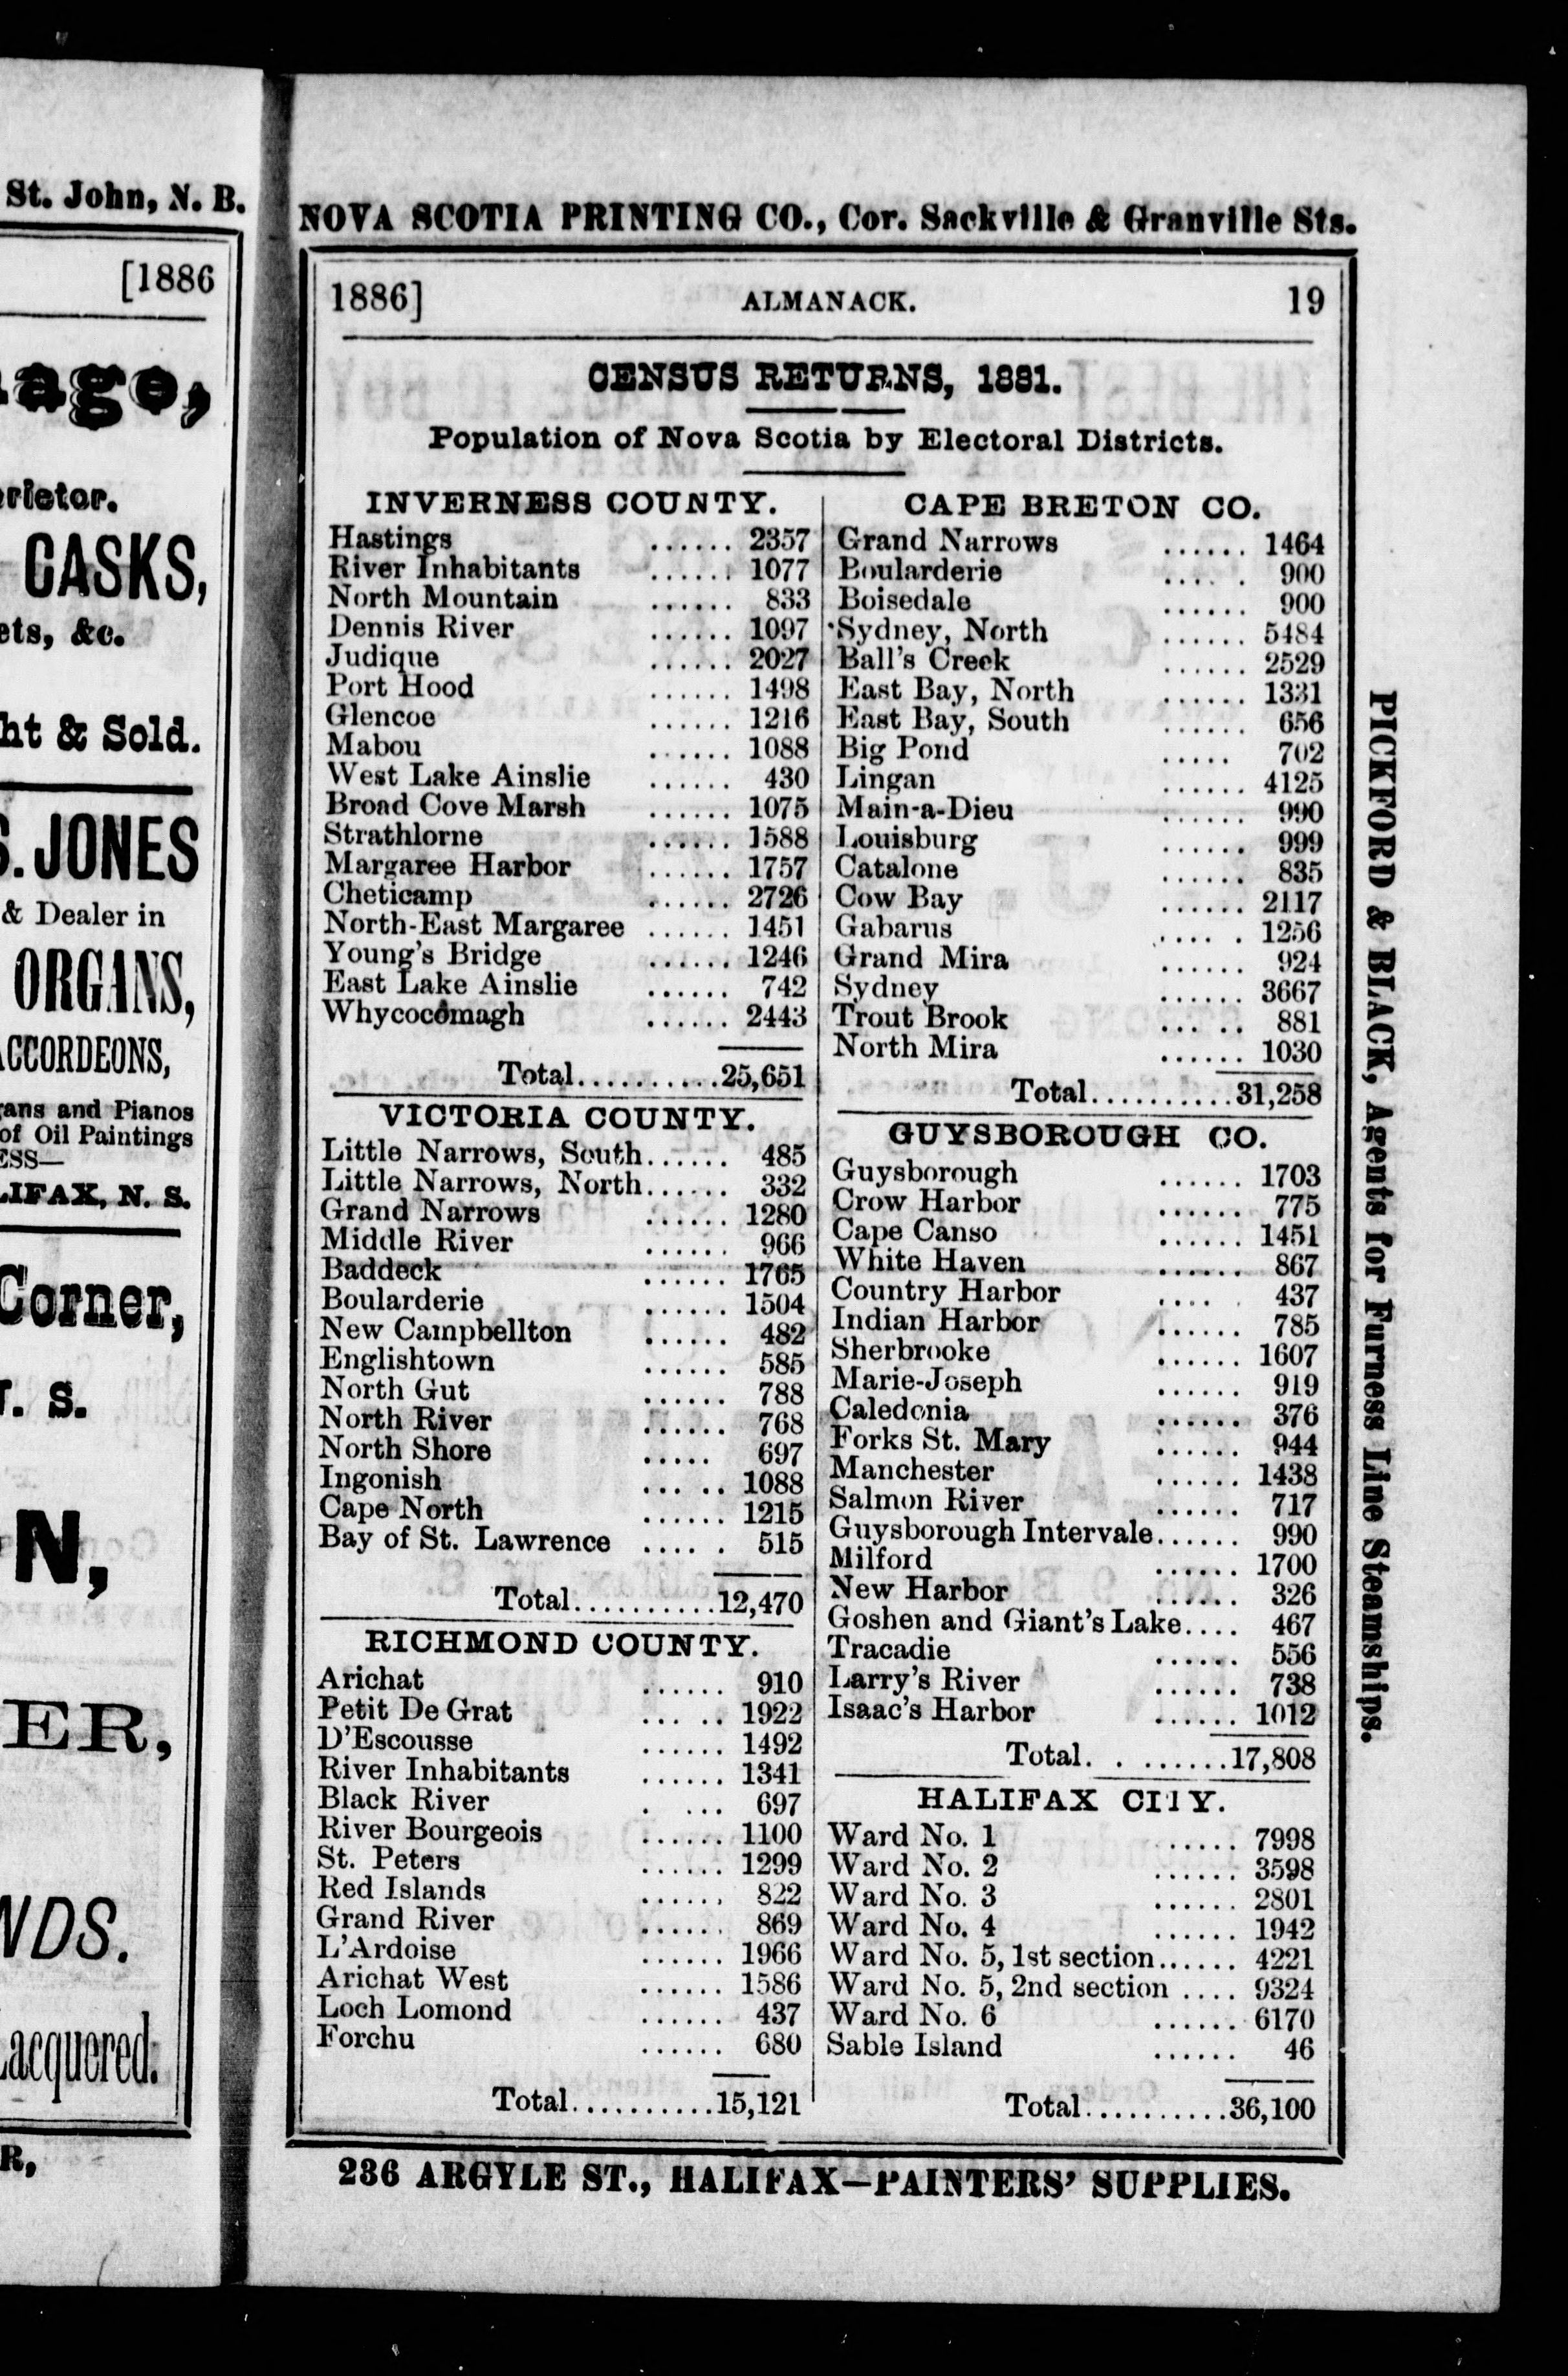 St. John, N. B.
[1886
age,
rietor.
CASKS,
ets, &c.
ht & Sold.
S. JONES
& Dealer in
ORGANS,
ACCORDEONS,
ans and Pianos
of Oil Paintings
ESS—
LIFAX, N. S.
Corner,
. S.
N,
ER,
NDS.
Lacquered.
R,
NOVA SCOTIA PRINTING CO., Cor. Sackville & Granville Sts.
1886] ALMANACK. 19
CENSUS RETURNS, 1881.
Population of Nova Scotia by Electoral Districts.
INVERNESS COUNTY.
Hastings ...... 2357
River Inhabitants ...... 1077
North Mountain ...... 833
Dennis River ...... 1097
Judique ...... 2027
Port Hood ...... 1498
Glencoe ...... 1216
Mabou ...... 1088
West Lake Ainslie ...... 430
Broad Cove Marsh ...... 1075
Strathlorne ...... 1588
Margaree Harbor ...... 1757
Cheticamp ...... 2726
North-East Margaree ...... 1451
Young's Bridge ...... 1246
East Lake Ainslie ...... 742
Whycocomagh ...... 2443
Total..........25,651
VICTORIA COUNTY.
Little Narrows, South...... 485
Little Narrows, North...... 332
Grand Narrows ...... 1280
Middle River ...... 966
Baddeck ...... 1765
Boularderie ...... 1504
New Campbellton ...... 482
Englishtown ...... 585
North Gut ...... 788
North River ...... 768
North Shore ..... 697
Ingonish ... .. 1088
Cape North ...... 1215
Bay of St. Lawrence .... . 515
Total..........12,470
RICHMOND COUNTY.
Arichat ...... 910
Petit De Grat ... .. 1922
D'Escousse ...... 1492
River Inhabitants ...... 1341
Black River . ... 697
River Bourgeois ...... 1100
St. Peters ...... 1299
Red Islands ...... 822
Grand River ...... 869
L'Ardoise ...... 1966
Arichat West ...... 1586
Loch Lomond ...... 437
Forchu ...... 680
Total..........15,121
CAPE BRETON CO.
Grand Narrows ...... 1464
Boularderie ..... . 900
Boisedale ...... 900
Sydney, North ...... 5484
Ball's Creek ...... 2529
East Bay, North ...... 1331
East Bay, South ...... 656
Big Pond ..... 702
Lingan ...... 4125
Main-a-Dieu ...... 990
Louisburg ...... 999
Catalone ...... 835
Cow Bay ...... 2117
Gabarus ..... . 1256
Grand Mira ...... 924
Sydney ...... 3667
Trout Brook ... .. 881
North Mira ...... 1030
Total..........31,258
GUYSBOROUGH CO.
Guysborough ...... 1703
Crow Harbor ...... 775
Cape Canso ...... 1451
White Haven ...... 867
Country Harbor .... . 437
Indian Harbor ...... 785
Sherbrooke ...... 1607
Marie-Joseph ...... 919
Caledonia ...... 376
Forks St. Mary ...... 944
Manchester ...... 1438
Salmon River ...... 717
Guysborough Intervale...... 990
Milford ...... 1700
New Harbor ...... 326
Goshen and Giant's Lake.... 467
Tracadie ...... 556
Larry's River ...... 738
Isaac's Harbor ...... 1012
Total. . .......17,808
HALIFAX CITY.
Ward No. 1 ..... 7998
Ward No. 2 ...... 3598
Ward No. 3 ...... 2801
Ward No. 4 ...... 1942
Ward No. 5, 1st section...... 4221
Ward No. 5, 2nd section .... 9324
Ward No. 6 ...... 6170
Sable Island ...... 46
Total..........36,100
PICKFORD & BLACK, Agents for Furness Line Steamships.
236 ARGYLE ST., HALIFAX—PAINTERS' SUPPLIES.